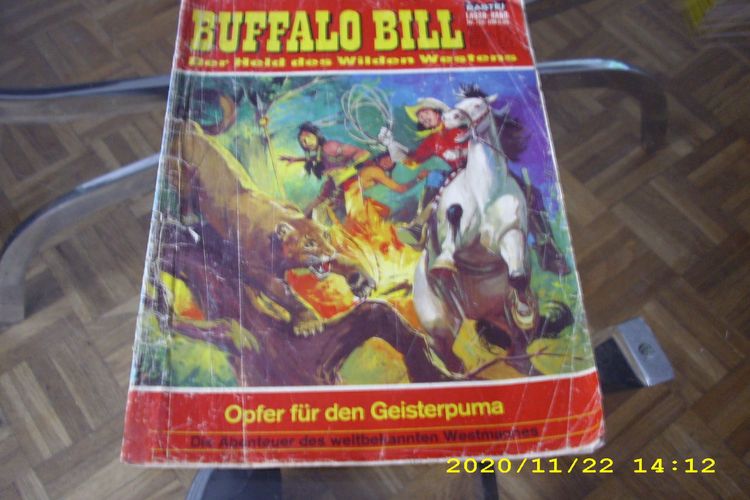 BUFFALO BILL
BASTEI
Der Held des Wilden Westens
Opfer für den Geisterpuma
Die Abenteuer des weltbekannten Westmannes
2020/11/22 14:12